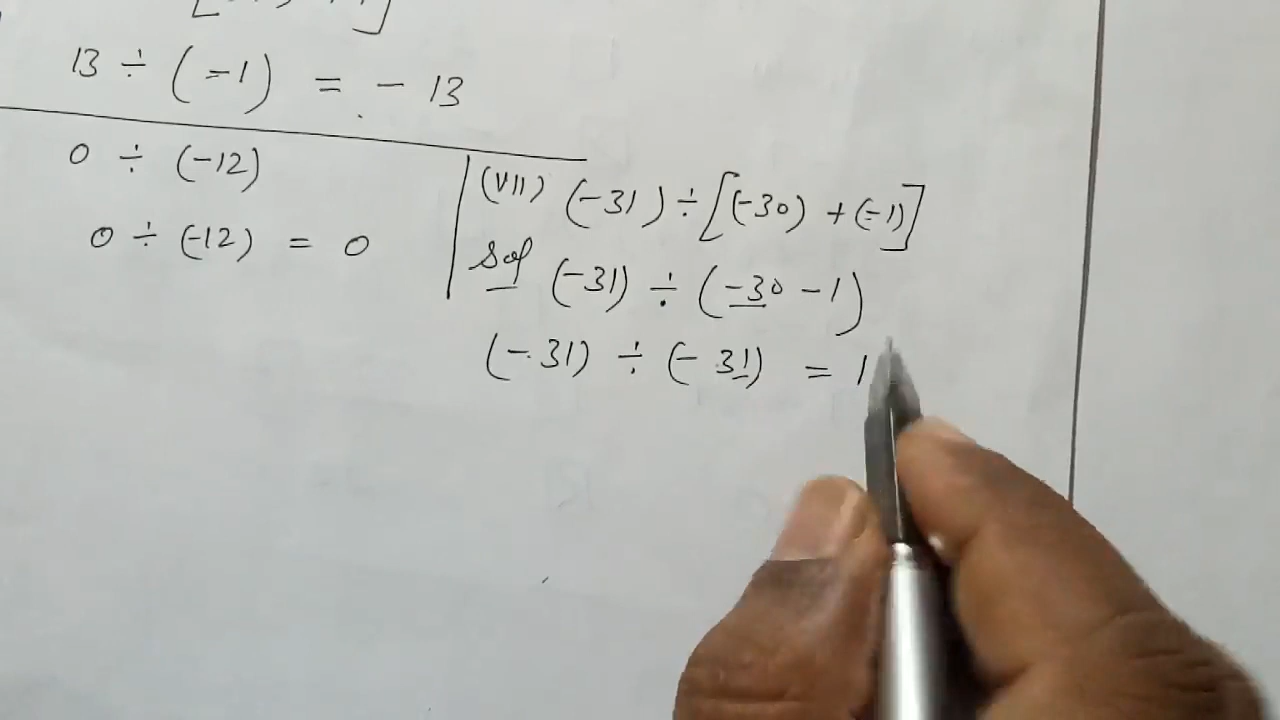 13 ÷ (-1) = - 13
0 ÷ (-12)
0 ÷ (-12) = 0
(VII) (-31) ÷ [(-30) + (-1)]
Sol (-31) ÷ (-30 - 1)
(-31) ÷ (-31) = 1